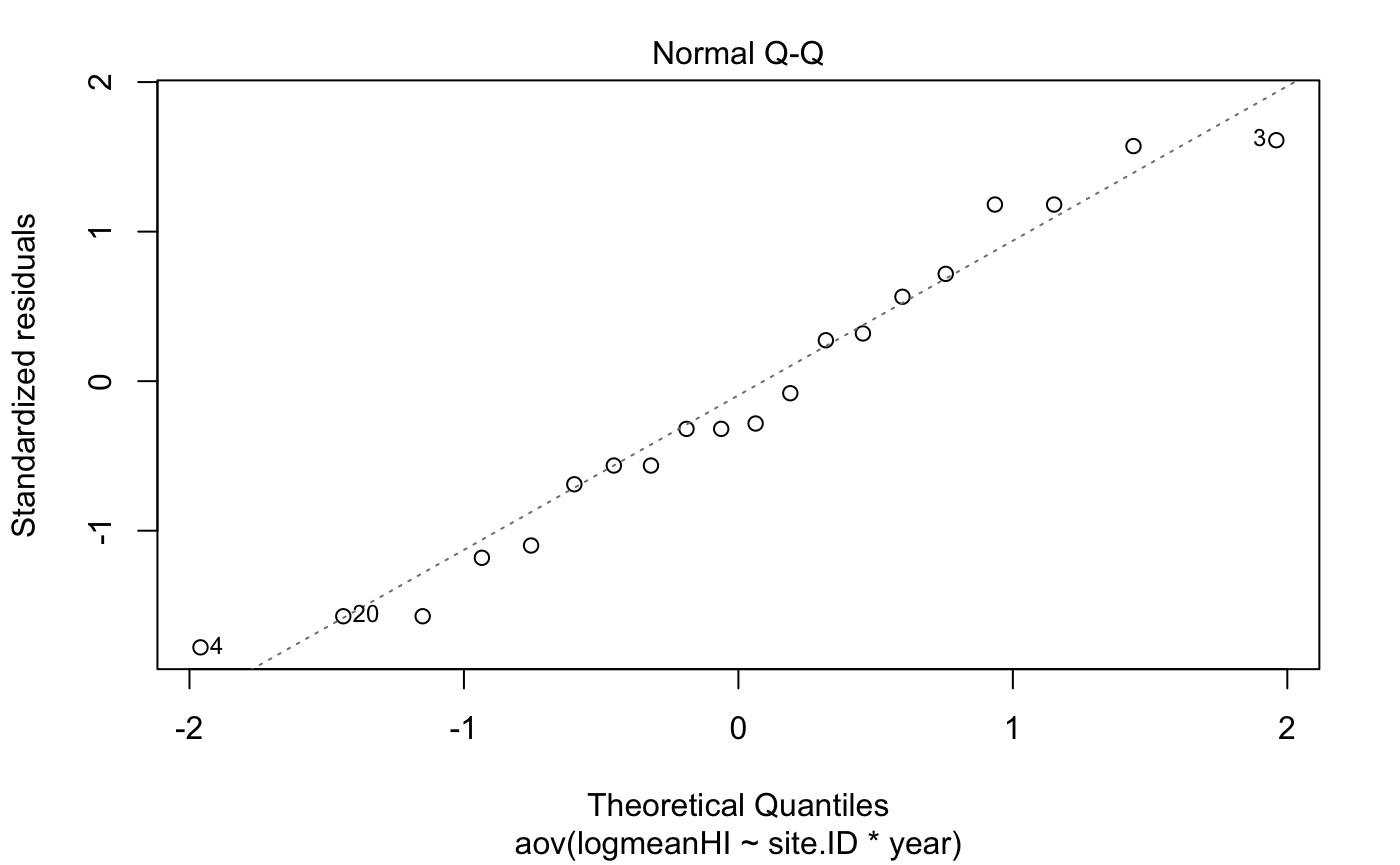 Normal Q-Q
Standardized residuals
2
1
0
-1
3
20
4
-2 -1 0 1 2
Theoretical Quantiles
aov(logmeanHI ~ site.ID * year)